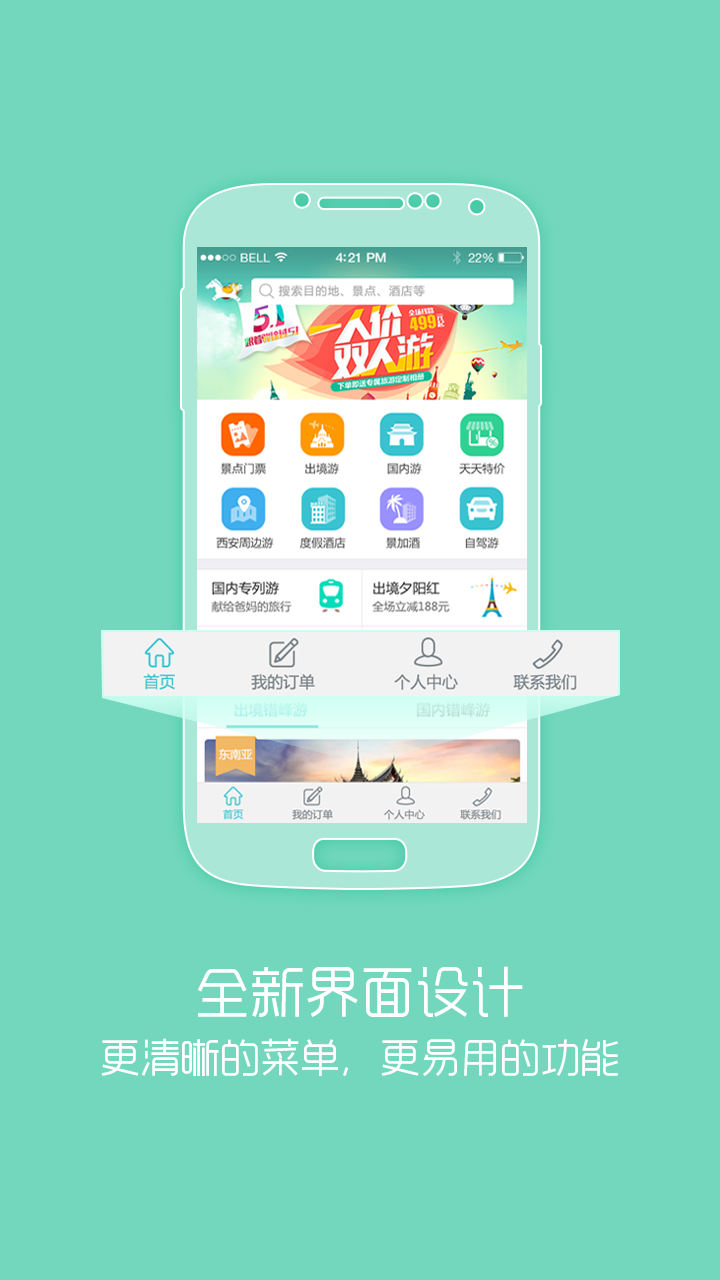 BELL 4:21 PM 22%
搜索目的地、景点、酒店等
5.1
一人价
全场线路
499元起
双人游
下单即送专属旅游定制相册
景点门票 出境游 国内游 天天特价
西安周边游 度假酒店 景加酒 自驾游
国内专列游 出境夕阳红
献给爸妈的旅行 全场立减188元
首页 我的订单 个人中心 联系我们
出境错峰游 国内错峰游
东南亚
首页 我的订单 个人中心 联系我们
全新界面设计
更清晰的菜单，更易用的功能